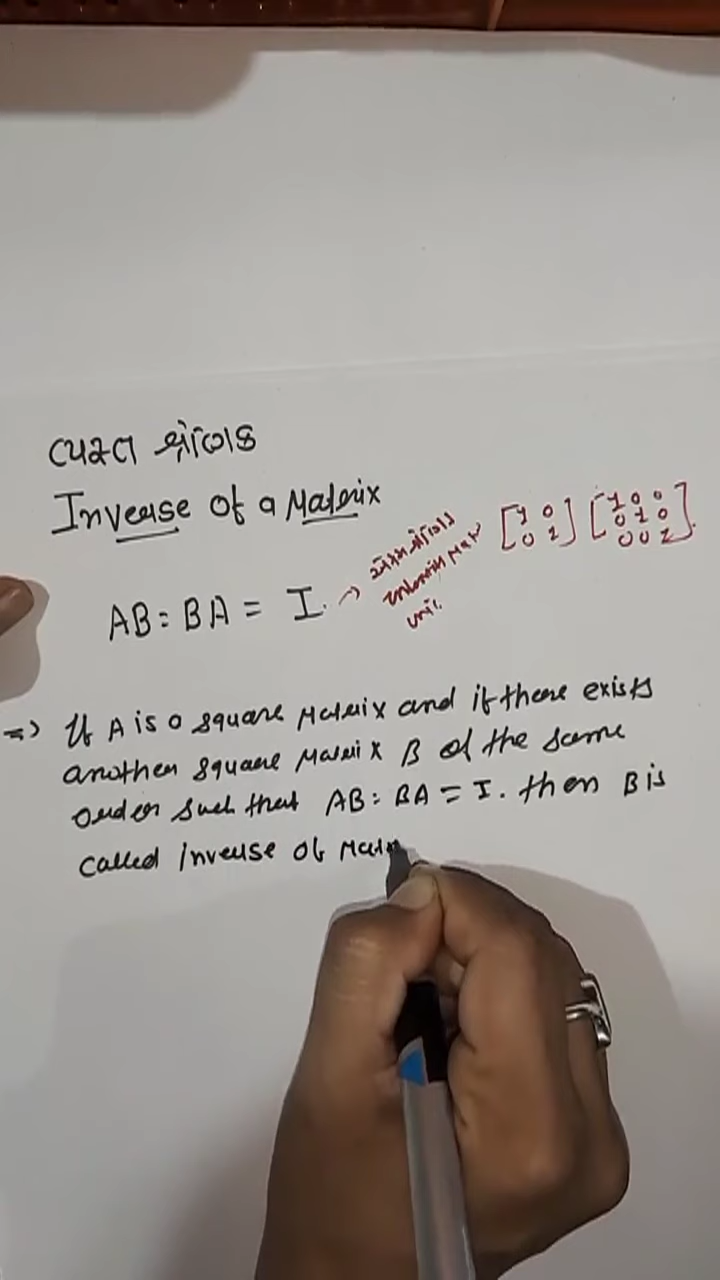 વ્યસ્ત શ્રેણિક
Inverse of a Matrix
AB = BA = I. →
[1 0
0 1] [1 0 0
0 1 0
0 0 1]
⇒ If A is a square Matrix and if there exists
another square Matrix B of the same
order such that AB = BA = I. then B is
called inverse of Matr